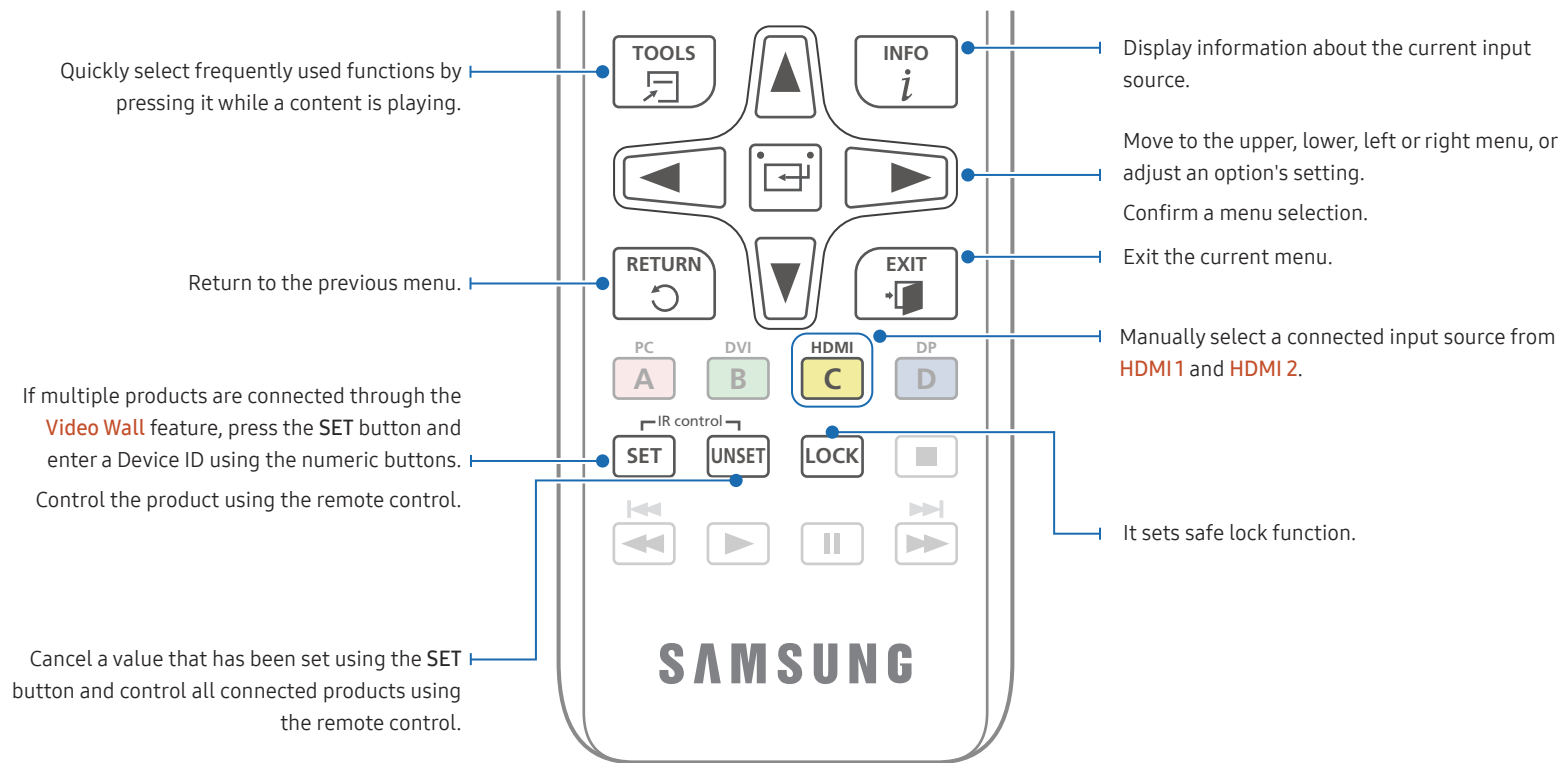 TOOLS
INFO
i
Quickly select frequently used functions by
pressing it while a content is playing.
Display information about the current input
source.
Move to the upper, lower, left or right menu, or
adjust an option's setting.
Confirm a menu selection.
RETURN
EXIT
Return to the previous menu.
Exit the current menu.
PC
DVI
HDMI
DP
A
B
C
D
Manually select a connected input source from
HDMI 1 and HDMI 2.
If multiple products are connected through the
Video Wall feature, press the SET button and
enter a Device ID using the numeric buttons.
Control the product using the remote control.
IR control
SET
UNSET
LOCK
It sets safe lock function.
Cancel a value that has been set using the SET
button and control all connected products using
the remote control.
SAMSUNG